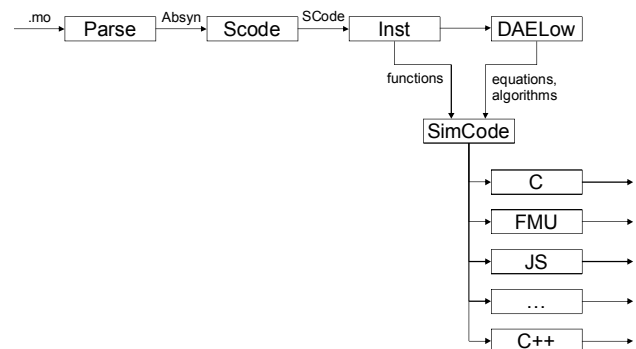 .mo
Parse
Absyn
Scode
SCode
Inst
DAELow
functions
equations,
algorithms
SimCode
C
FMU
JS
...
C++